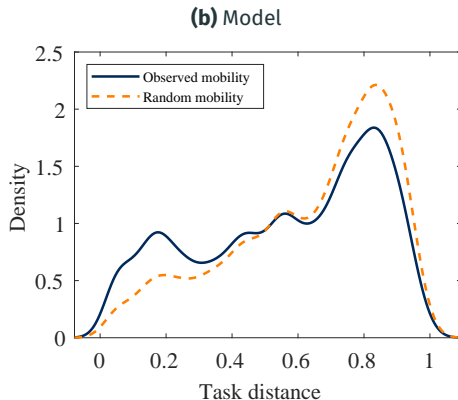 (b) Model
2.5
2
1.5
1
0.5
0
Observed mobility
Random mobility
Density
0 0.2 0.4 0.6 0.8 1
Task distance